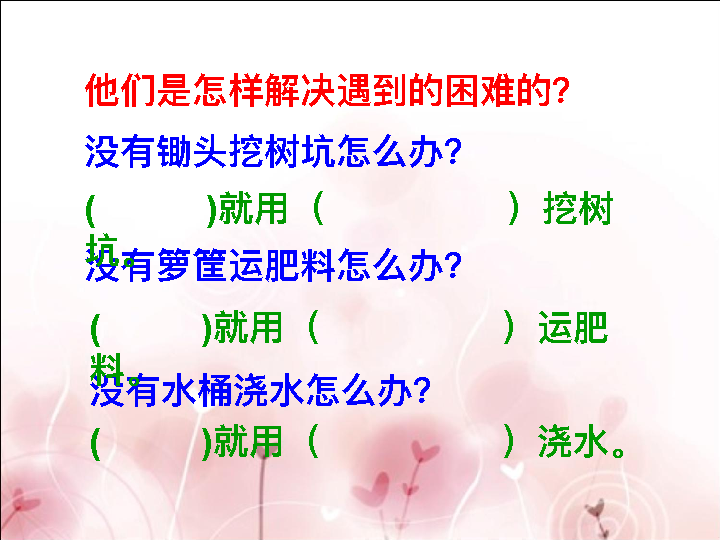 他们是怎样解决遇到的困难的?
没有锄头挖树坑怎么办?
(          )就用（                ）挖树
坑。
没有箩筐运肥料怎么办?
(          )就用（                ）运肥
料。
没有水桶浇水怎么办?
(          )就用（                ）浇水。